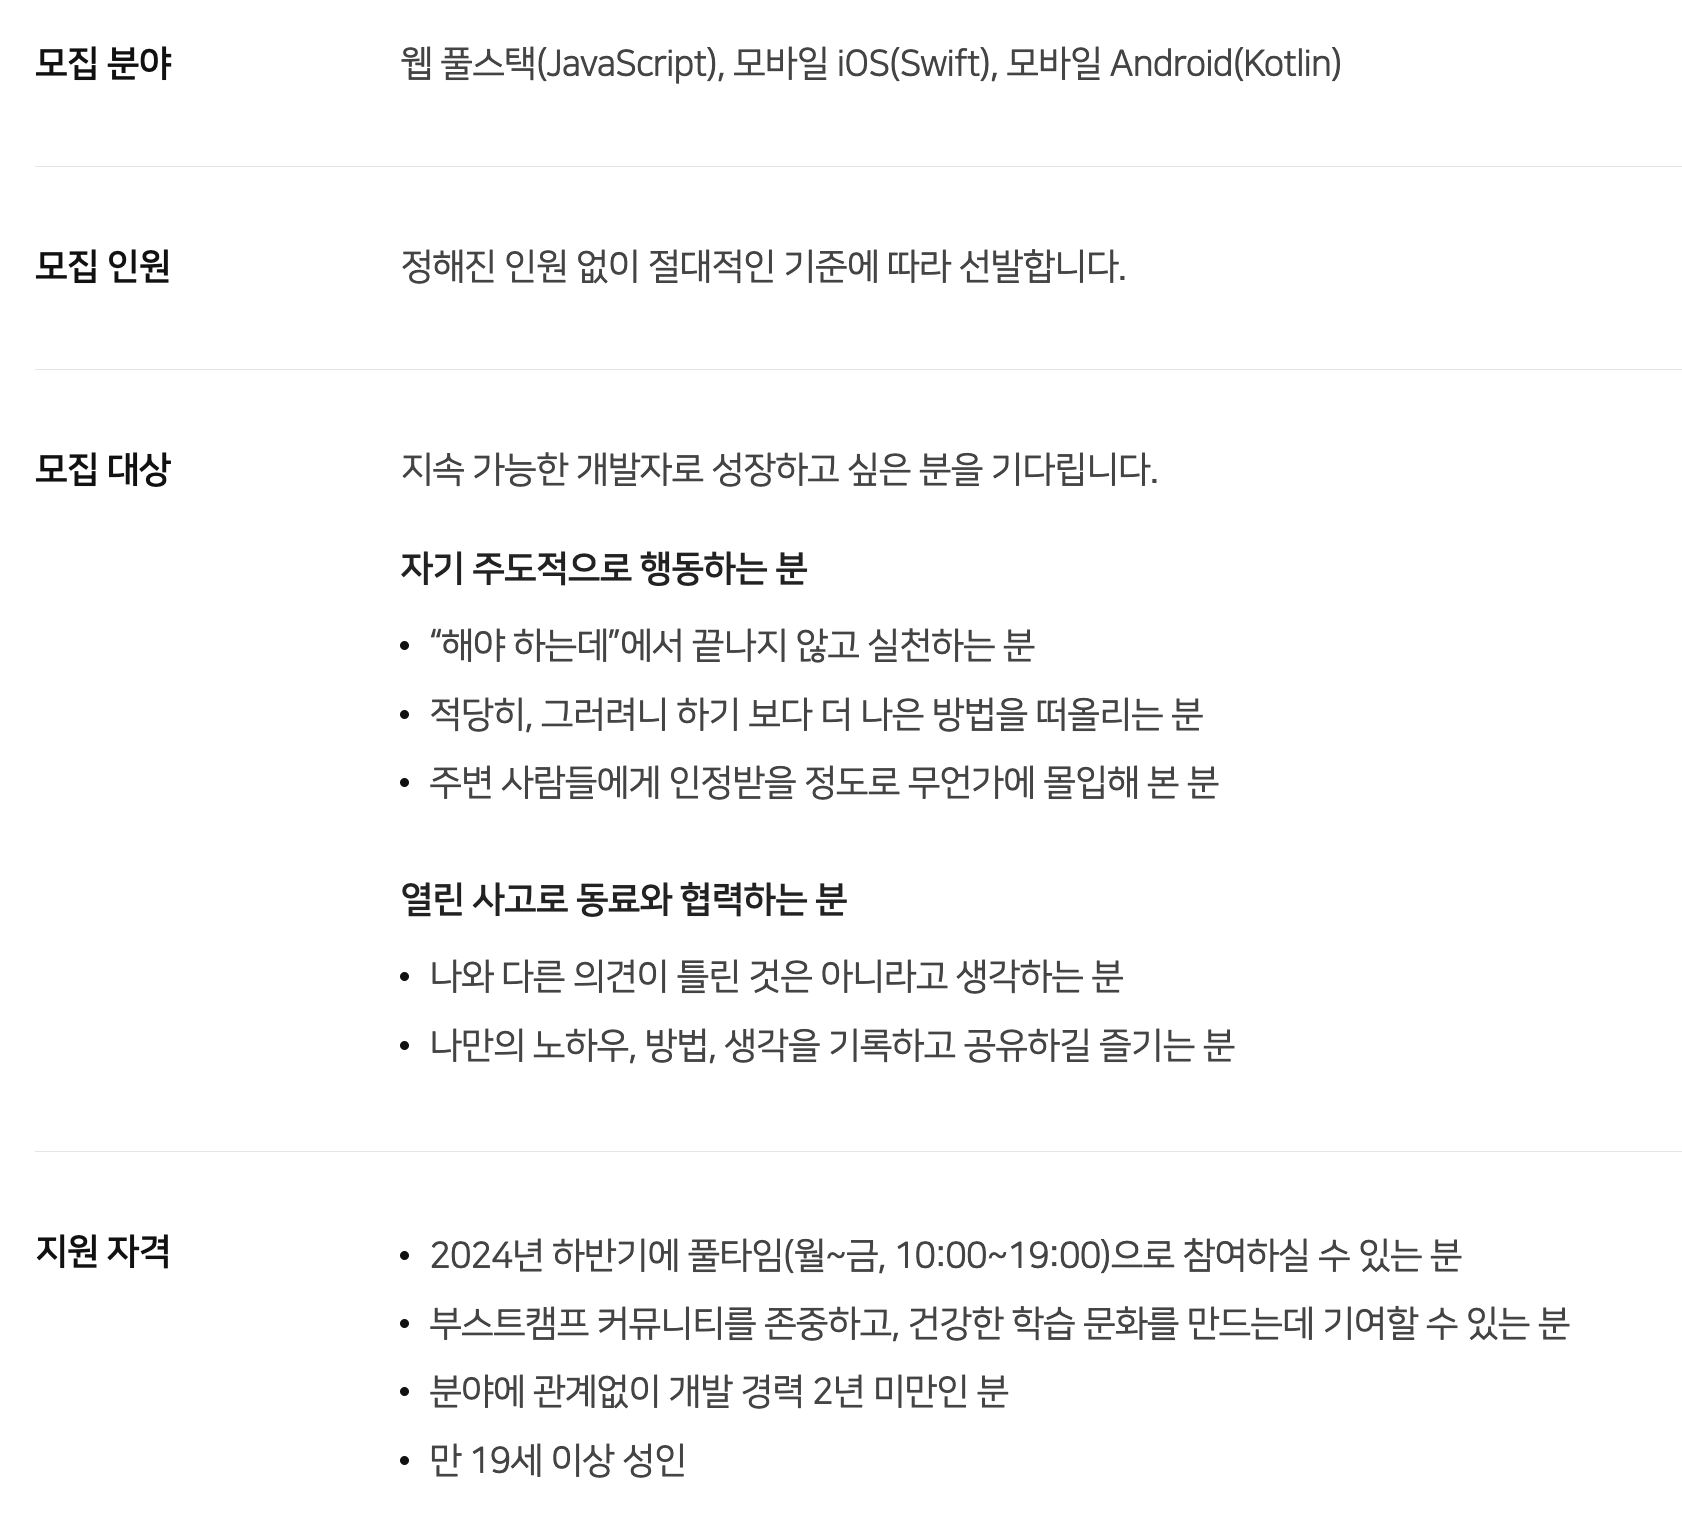 모집 분야
웹 풀스택(JavaScript), 모바일 iOS(Swift), 모바일 Android(Kotlin)
모집 인원
정해진 인원 없이 절대적인 기준에 따라 선발합니다.
모집 대상
지속 가능한 개발자로 성장하고 싶은 분을 기다립니다.
자기 주도적으로 행동하는 분
• “해야 하는데”에서 끝나지 않고 실천하는 분
• 적당히, 그러려니 하기 보다 더 나은 방법을 떠올리는 분
• 주변 사람들에게 인정받을 정도로 무언가에 몰입해 본 분
열린 사고로 동료와 협력하는 분
• 나와 다른 의견이 틀린 것은 아니라고 생각하는 분
• 나만의 노하우, 방법, 생각을 기록하고 공유하길 즐기는 분
지원 자격
• 2024년 하반기에 풀타임(월~금, 10:00~19:00)으로 참여하실 수 있는 분
• 부스트캠프 커뮤니티를 존중하고, 건강한 학습 문화를 만드는데 기여할 수 있는 분
• 분야에 관계없이 개발 경력 2년 미만인 분
• 만 19세 이상 성인